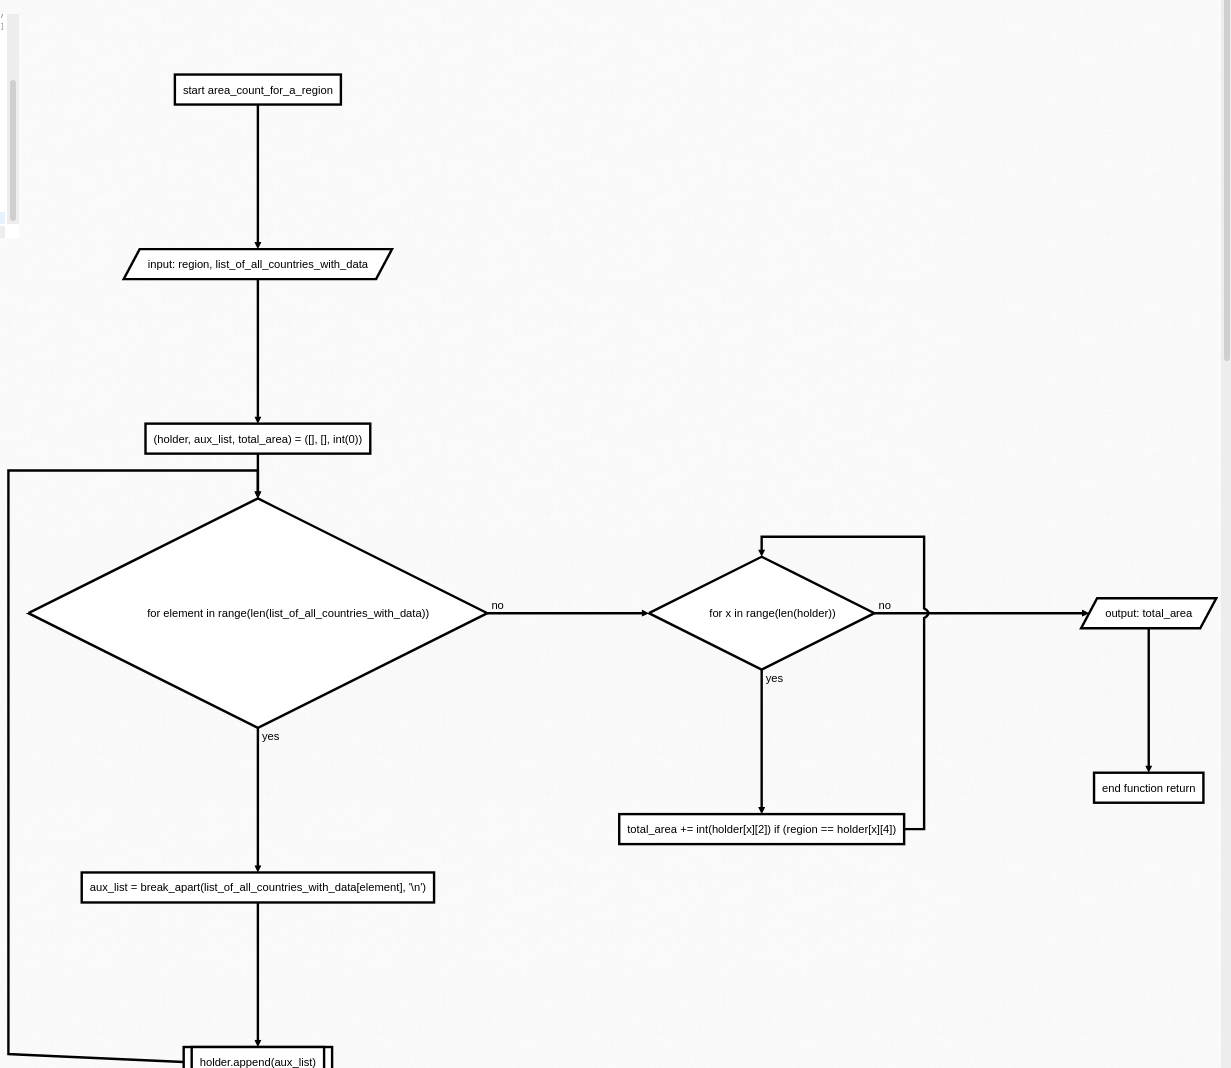 start area_count_for_a_region
input: region, list_of_all_countries_with_data
(holder, aux_list, total_area) = ([], [], int(0))
for element in range(len(list_of_all_countries_with_data))
no
for x in range(len(holder))
no
output: total_area
yes
yes
end function return
total_area += int(holder[x][2]) if (region == holder[x][4])
aux_list = break_apart(list_of_all_countries_with_data[element], '\n')
holder.append(aux_list)